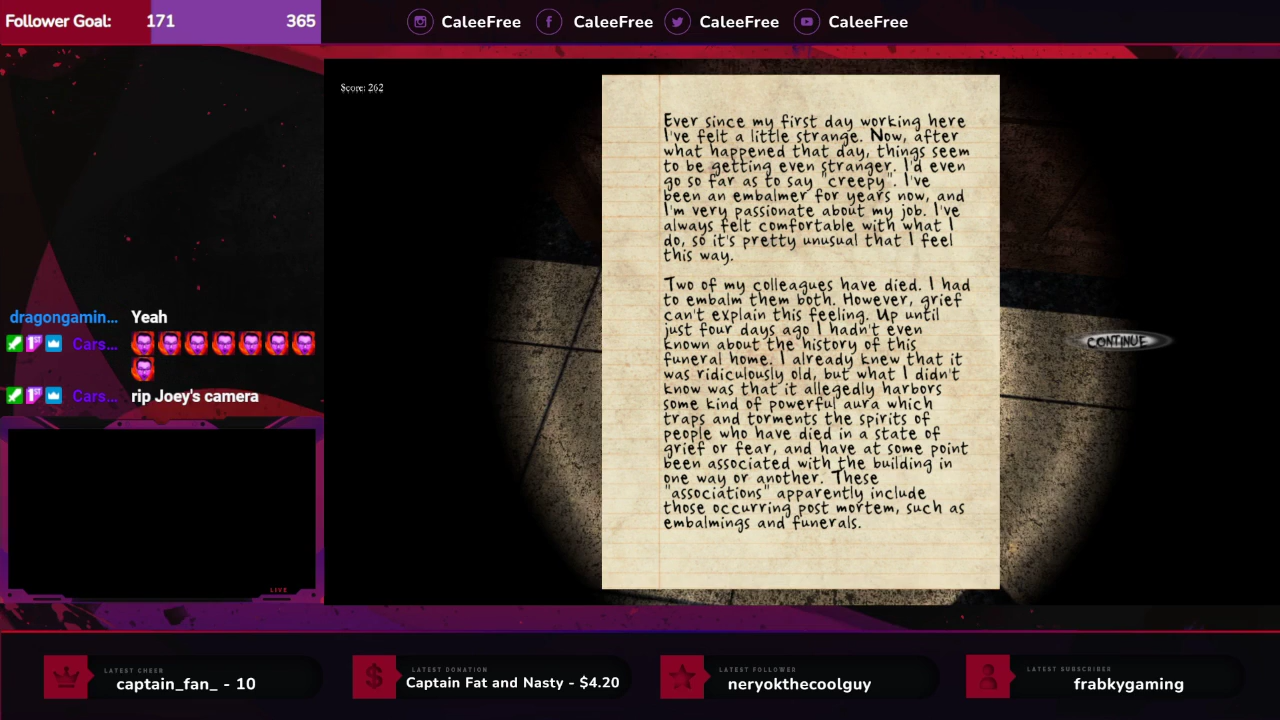 Follower Goal: 171 365
CaleeFree CaleeFree CaleeFree CaleeFree
Score: 262
Ever since my first day working here
I've felt a little strange. Now, after
what happened that day, things seem
to be getting even stranger. I'd even
go so far as to say "creepy". I've
been an embalmer for years now, and
I'm very passionate about my job. I've
always felt comfortable with what I
do, so it's pretty unusual that I feel
this way.
Two of my colleagues have died. I had
to embalm them both. However, grief
can't explain this feeling. Up until
just four days ago I hadn't even
known about the history of this
funeral home. I already knew that it
was ridiculously old, but what I didn't
know was that it allegedly harbors
some kind of powerful aura which
traps and torments the spirits of
people who have died in a state of
grief or fear, and have at some point
been associated with the building in
one way or another. These
"associations" apparently include
those occurring post mortem, such as
embalmings and funerals.
CONTINUE
dragongamin... Yeah
1ST Cars...
1ST Cars... rip Joey's camera
LIVE
LATEST CHEER
captain_fan_ - 10
LATEST DONATION
Captain Fat and Nasty - $4.20
LATEST FOLLOWER
neryokthecoolguy
LATEST SUBSCRIBER
frabkygaming